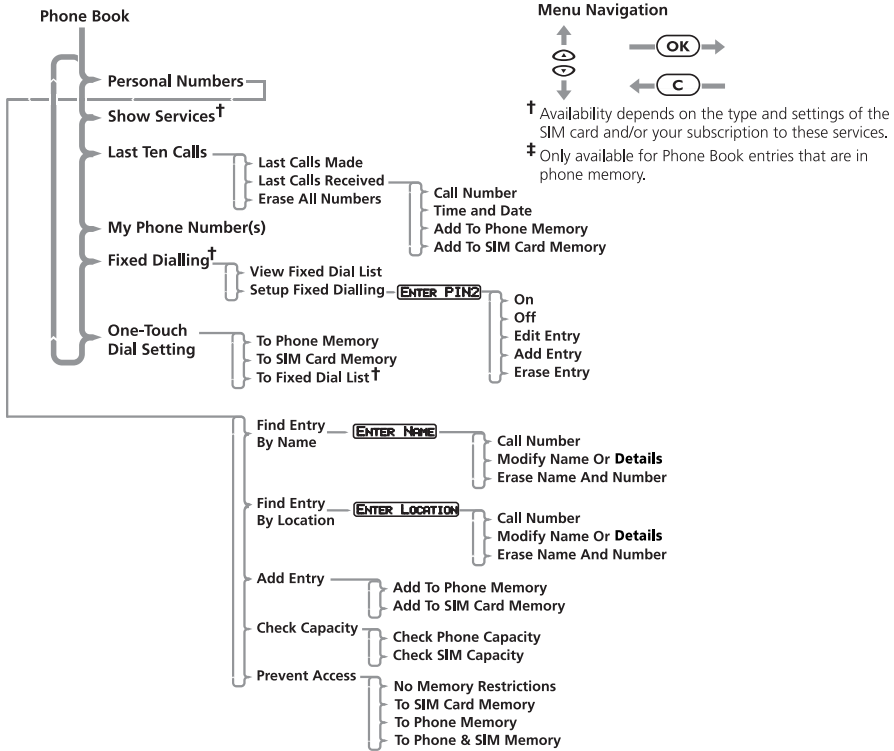 Phone Book
Personal Numbers
Show Services†
Last Ten Calls
Last Calls Made
Last Calls Received
Erase All Numbers
Call Number
Time and Date
Add To Phone Memory
Add To SIM Card Memory
My Phone Number(s)
Fixed Dialling†
View Fixed Dial List
Setup Fixed Dialling
ENTER PIN2
On
Off
Edit Entry
Add Entry
Erase Entry
One-Touch
Dial Setting
To Phone Memory
To SIM Card Memory
To Fixed Dial List†
Find Entry
By Name
ENTER NAME
Call Number
Modify Name Or Details
Erase Name And Number
Find Entry
By Location
ENTER LOCATION
Call Number
Modify Name Or Details
Erase Name And Number
Add Entry
Add To Phone Memory
Add To SIM Card Memory
Check Capacity
Check Phone Capacity
Check SIM Capacity
Prevent Access
No Memory Restrictions
To SIM Card Memory
To Phone Memory
To Phone & SIM Memory
Menu Navigation
OK
C
† Availability depends on the type and settings of the
SIM card and/or your subscription to these services.
‡ Only available for Phone Book entries that are in
phone memory.